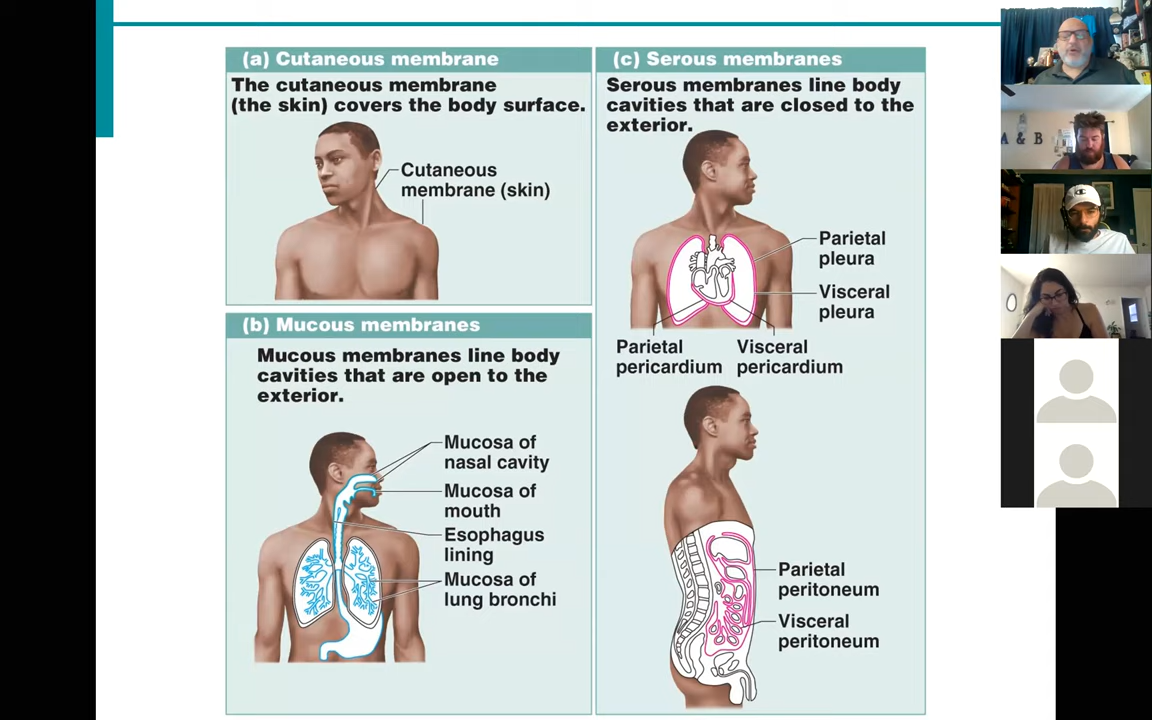 (a) Cutaneous membrane
The cutaneous membrane
(the skin) covers the body surface.
Cutaneous
membrane (skin)
(b) Mucous membranes
Mucous membranes line body
cavities that are open to the
exterior.
Mucosa of
nasal cavity
Mucosa of
mouth
Esophagus
lining
Mucosa of
lung bronchi
(c) Serous membranes
Serous membranes line body
cavities that are closed to the
exterior.
Parietal
pleura
Visceral
pleura
Parietal
pericardium
Visceral
pericardium
Parietal
peritoneum
Visceral
peritoneum
A & B